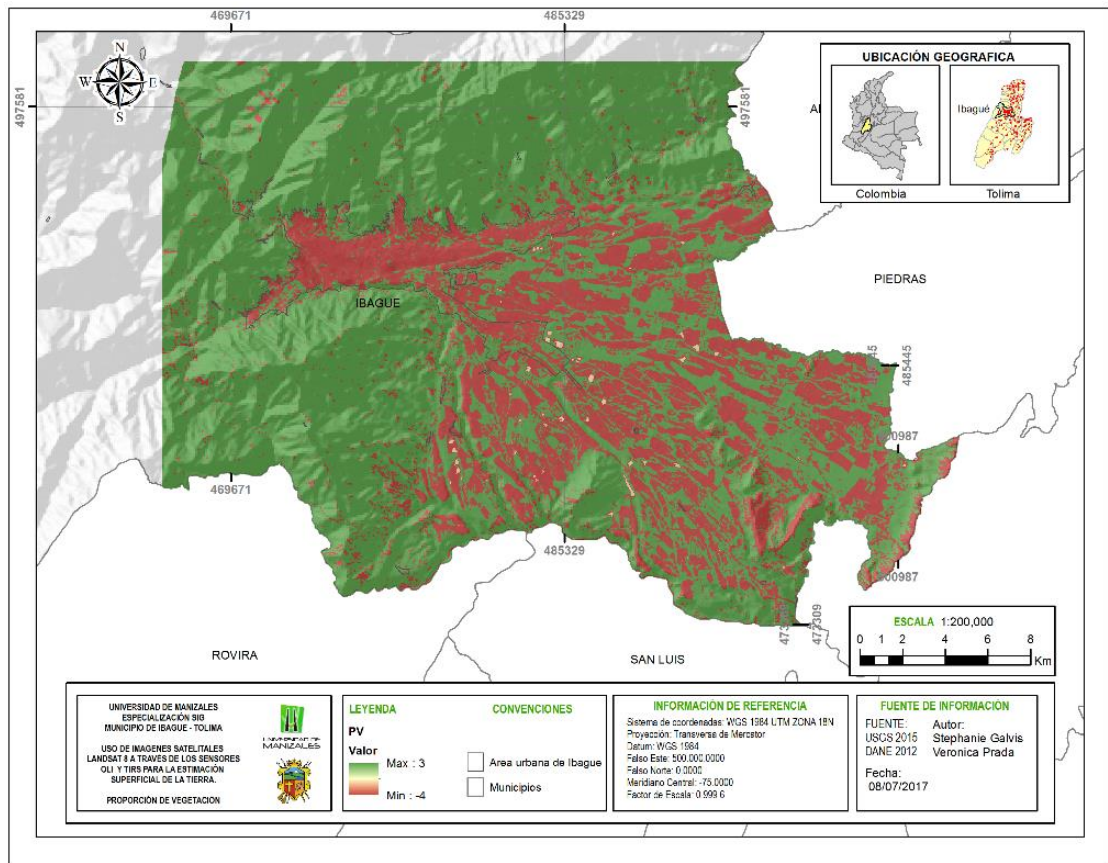 469671
485329
N
W
E
S
497581
497581
UBICACIÓN GEOGRAFICA
Ibagué
Colombia
Tolima
PIEDRAS
IBAGUE
485445
469671
485329
ROVIRA
SAN LUIS
ESCALA 1:200,000
0 1 2 4 6 8
Km
UNIVERSIDAD DE MANIZALES
ESPECIALIZACIÓN SIG
MUNICIPIO DE IBAGUE - TOLIMA
USO DE IMAGENES SATELITALES
LANDSAT 8 A TRAVÉS DE LOS SENSORES
OLI Y TIRS PARA LA ESTIMACIÓN
SUPERFICIAL DE LA TIERRA.
PROPORCIÓN DE VEGETACION
UNIVERSIDAD DE
MANIZALES
LEYENDA
PV
Valor
Max : 3
Min : -4
CONVENCIONES
Area urbana de Ibague
Municipios
INFORMACIÓN DE REFERENCIA
Sistema de coordenadas: WGS 1984 UTM ZONA 18N
Proyección: Transversa de Mercator
Datum: WGS 1984
Falso Este: 500.000.0000
Falso Norte: 0.0000
Meridiano Central: -75.0000
Factor de Escala: 0.999 6
FUENTE DE INFORMACIÓN
FUENTE: Autor:
USGS 2015 Stephanie Galvis
DANE 2012 Veronica Prada
Fecha:
08/07/2017